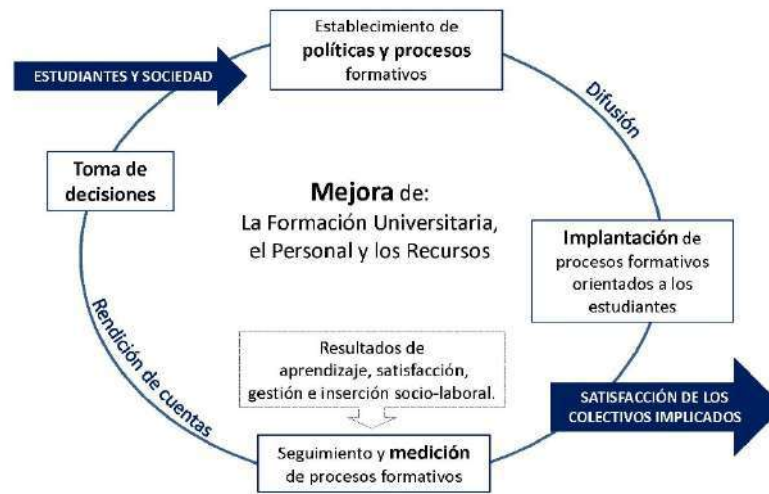 Establecimiento de
políticas y procesos
formativos
ESTUDIANTES Y SOCIEDAD
Difusión
Toma de
decisiones
Mejora de:
La Formación Universitaria,
el Personal y los Recursos
Implantación de
procesos formativos
orientados a los
estudiantes
Rendición de cuentas
Resultados de
aprendizaje, satisfacción,
gestión e inserción socio-laboral.
SATISFACCIÓN DE LOS
COLECTIVOS IMPLICADOS
Seguimiento y medición
de procesos formativos